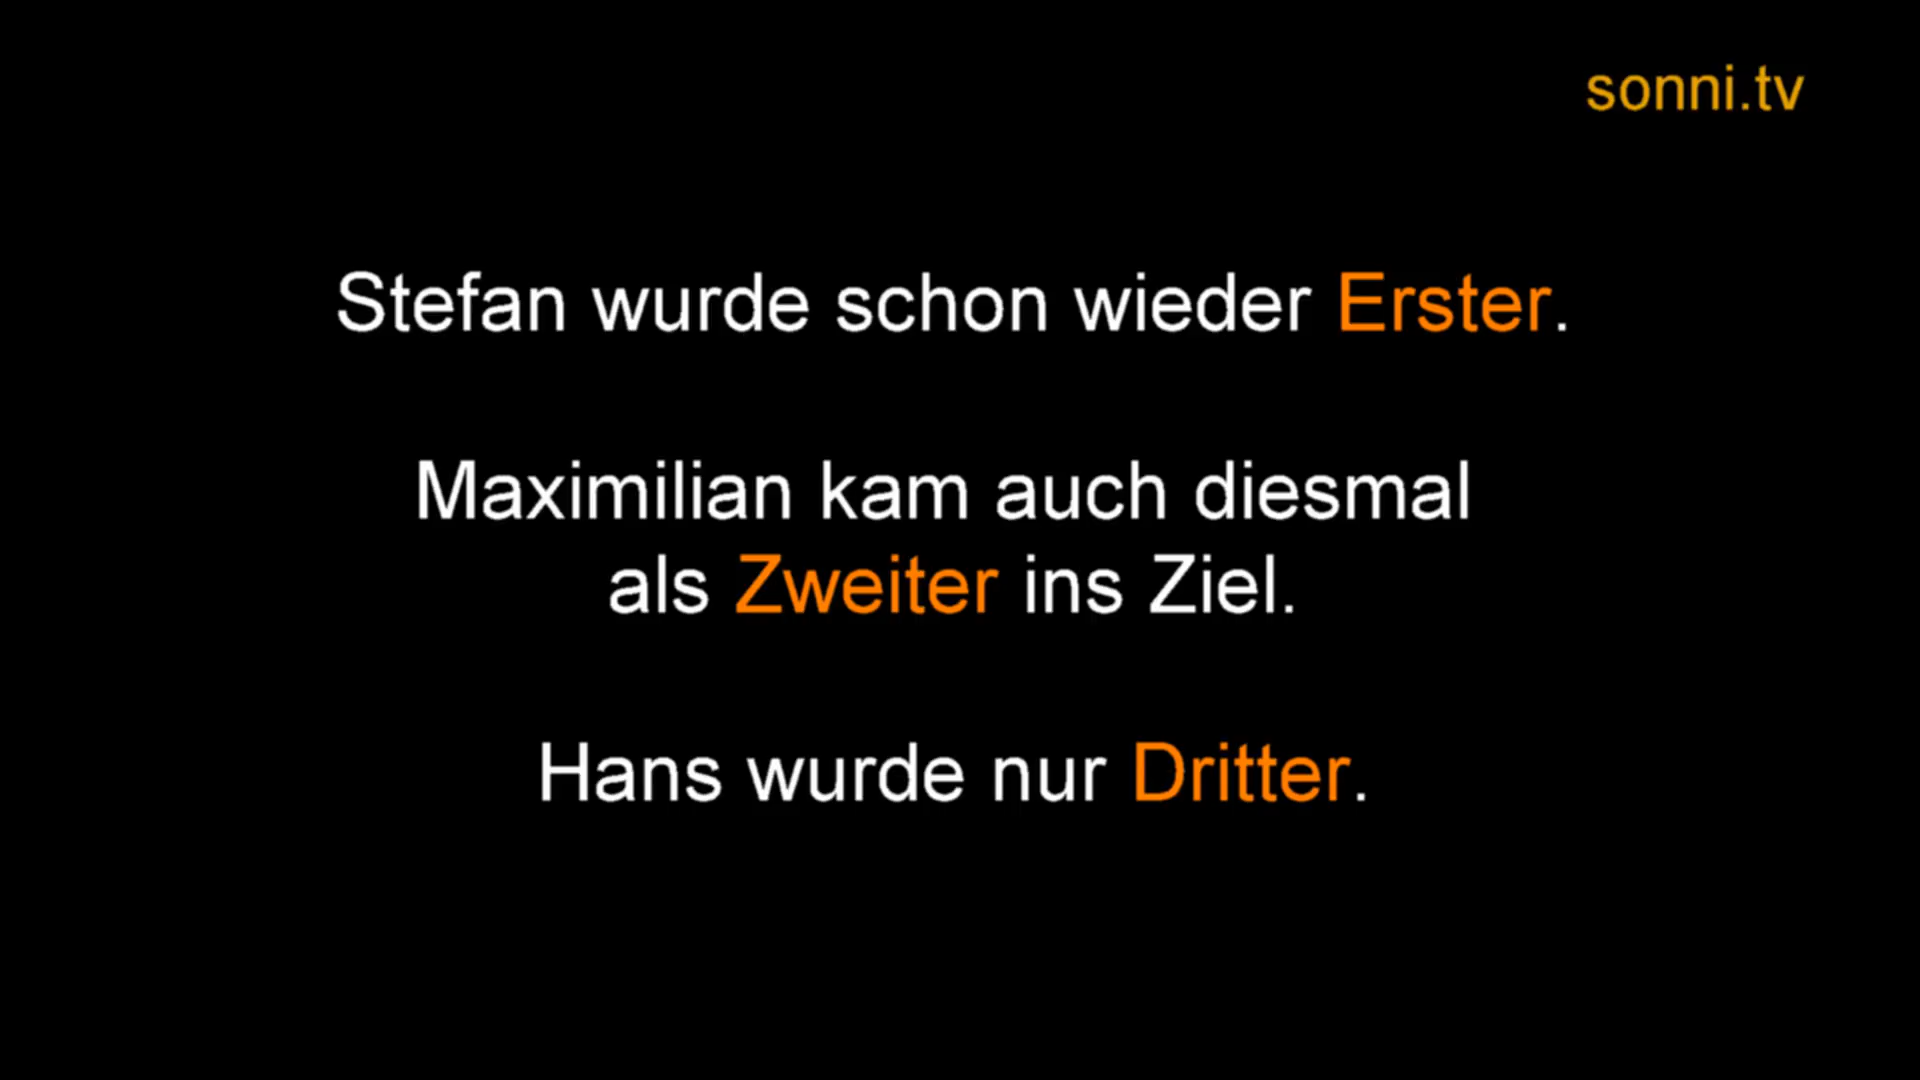 sonni.tv
Stefan wurde schon wieder Erster.
Maximilian kam auch diesmal
als Zweiter ins Ziel.
Hans wurde nur Dritter.